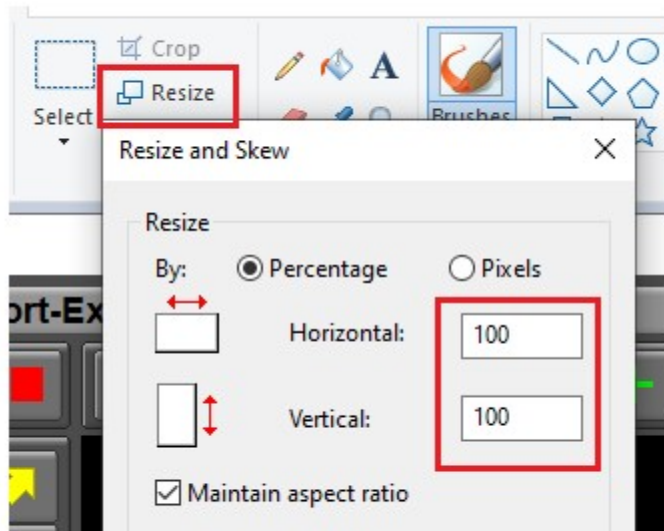 Crop
Resize
A
Select
Brushes
Resize and Skew
Resize
By: Percentage Pixels
ort-Ex
Horizontal: 100
Vertical: 100
Maintain aspect ratio